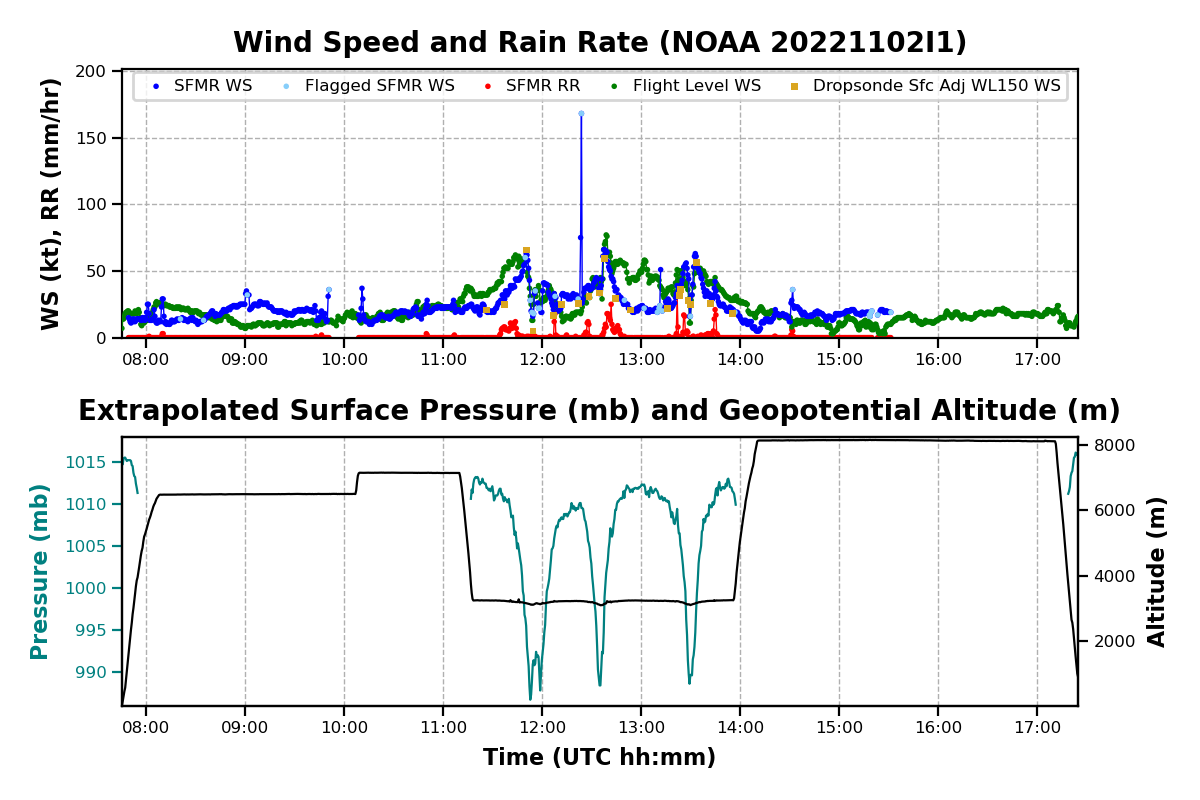 Wind Speed and Rain Rate (NOAA 20221102I1)
WS (kt), RR (mm/hr)
200
150
100
50
0
SFMR WS
Flagged SFMR WS
SFMR RR
Flight Level WS
Dropsonde Sfc Adj WL150 WS
08:00 09:00 10:00 11:00 12:00 13:00 14:00 15:00 16:00 17:00
Extrapolated Surface Pressure (mb) and Geopotential Altitude (m)
Pressure (mb)
1015
1010
1005
1000
995
990
8000
6000
4000
2000
Altitude (m)
08:00 09:00 10:00 11:00 12:00 13:00 14:00 15:00 16:00 17:00
Time (UTC hh:mm)